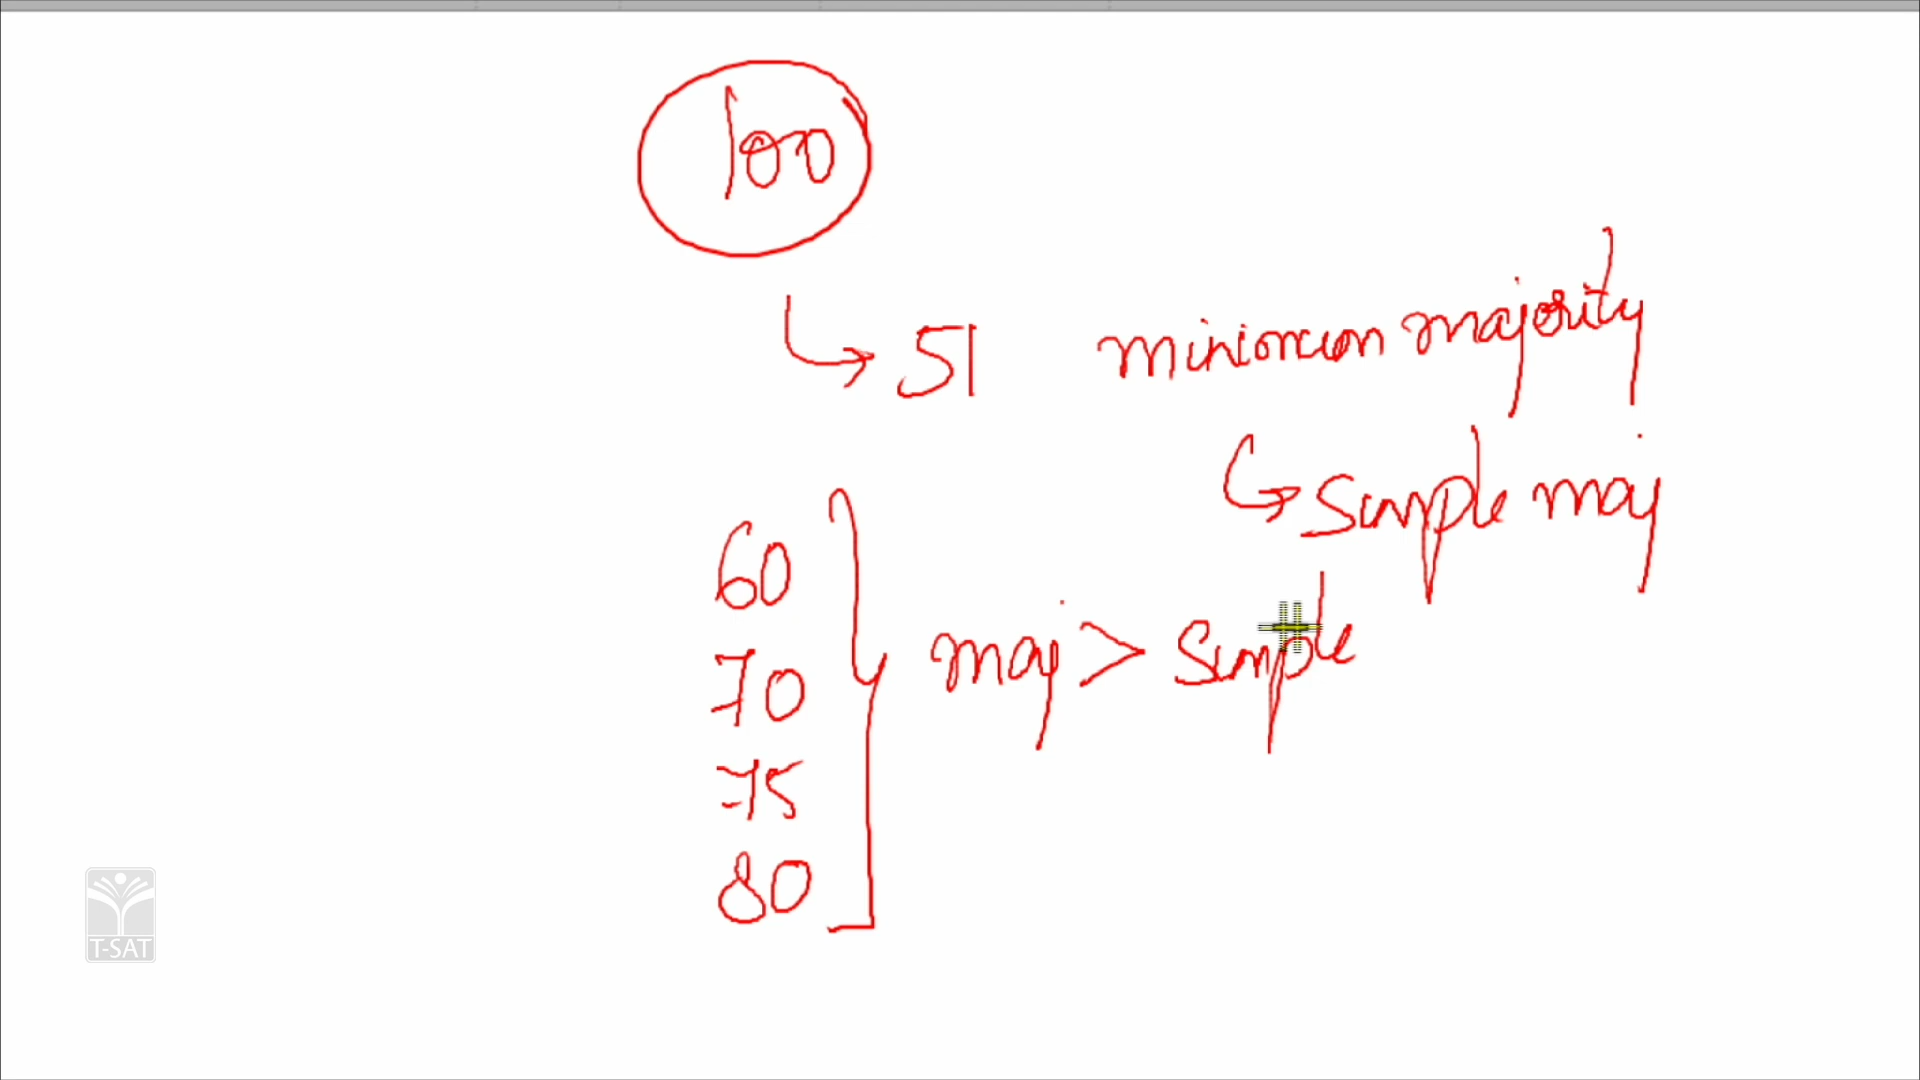 100
51 minimum majority
simple maj
60
70
maj > simple
75
80
T-SAT